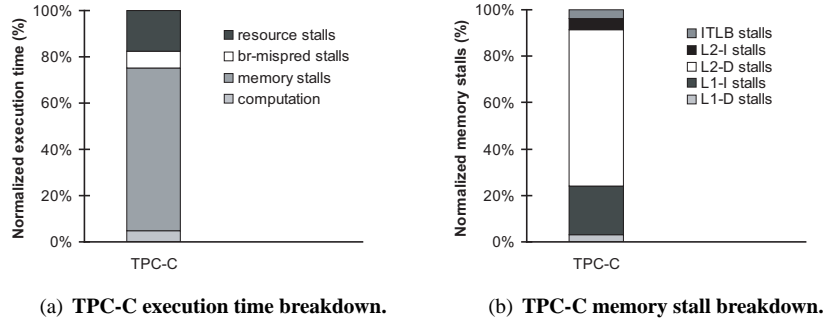 Normalized execution time (%)
100%
80%
60%
40%
20%
0%
TPC-C
resource stalls
br-mispred stalls
memory stalls
computation
(a) TPC-C execution time breakdown.
Normalized memory stalls (%)
100%
80%
60%
40%
20%
0%
TPC-C
ITLB stalls
L2-I stalls
L2-D stalls
L1-I stalls
L1-D stalls
(b) TPC-C memory stall breakdown.